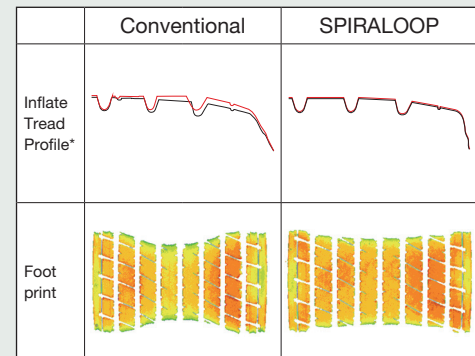 Conventional
SPIRALOOP
Inflate
Tread
Profile*
Foot
print